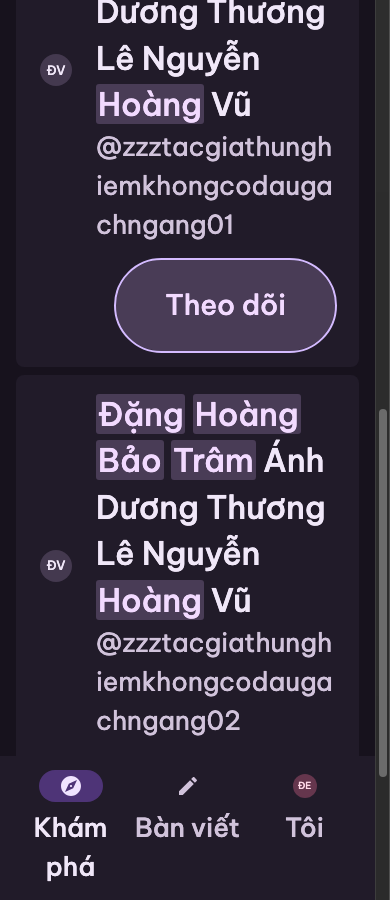 Dương Thương
Lê Nguyễn
Hoàng Vũ
ĐV
@zzztacgiathungh
iemkhongcodauga
chngang01
Theo dõi
Đặng Hoàng
Bảo Trâm Ánh
Dương Thương
Lê Nguyễn
ĐV
Hoàng Vũ
@zzztacgiathungh
iemkhongcodauga
chngang02
ĐE
Khám phá
Bàn viết
Tôi